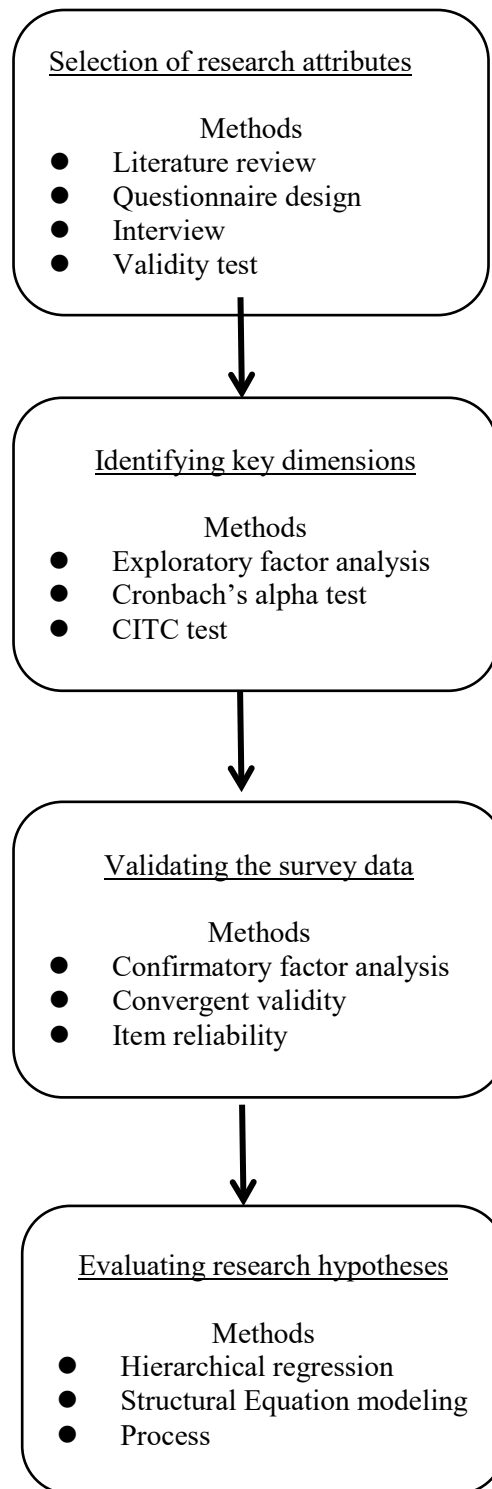 Selection of research attributes
Methods
● Literature review
● Questionnaire design
● Interview
● Validity test
Identifying key dimensions
Methods
● Exploratory factor analysis
● Cronbach’s alpha test
● CITC test
Validating the survey data
Methods
● Confirmatory factor analysis
● Convergent validity
● Item reliability
Evaluating research hypotheses
Methods
● Hierarchical regression
● Structural Equation modeling
● Process